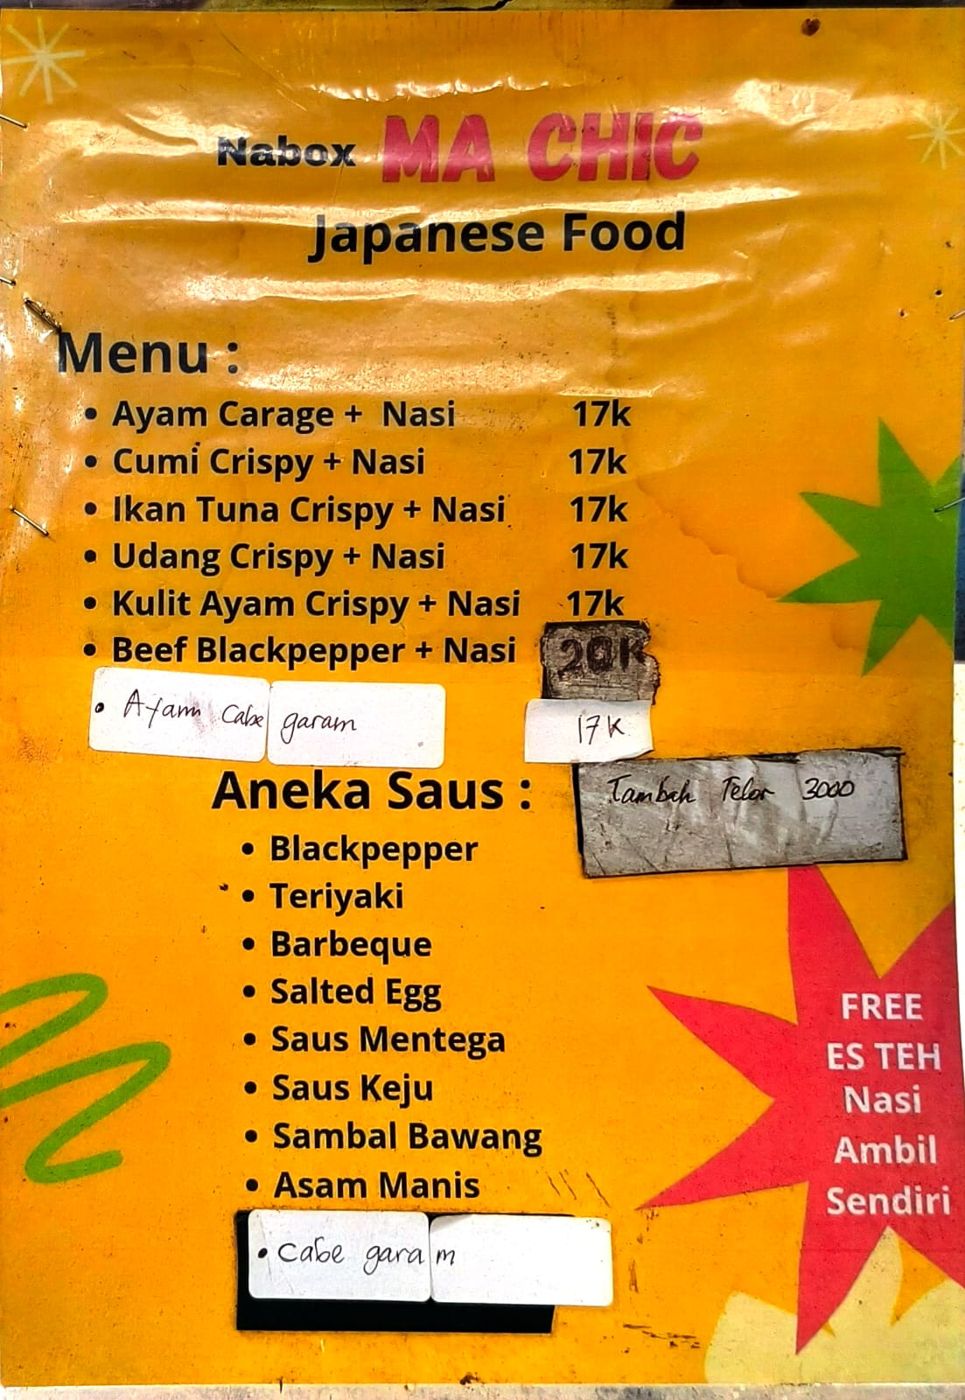 Nabox MA CHIC
Japanese Food
Menu :
• Ayam Carage + Nasi 17k
• Cumi Crispy + Nasi 17k
• Ikan Tuna Crispy + Nasi 17k
• Udang Crispy + Nasi 17k
• Kulit Ayam Crispy + Nasi 17k
• Beef Blackpepper + Nasi 20K
• Ayam Cabe garam 17K
Tambah Telor 3000
Aneka Saus :
• Blackpepper
• Teriyaki
• Barbeque
• Salted Egg
• Saus Mentega
• Saus Keju
• Sambal Bawang
• Asam Manis
• cabe garam
FREE
ES TEH
Nasi
Ambil
Sendiri